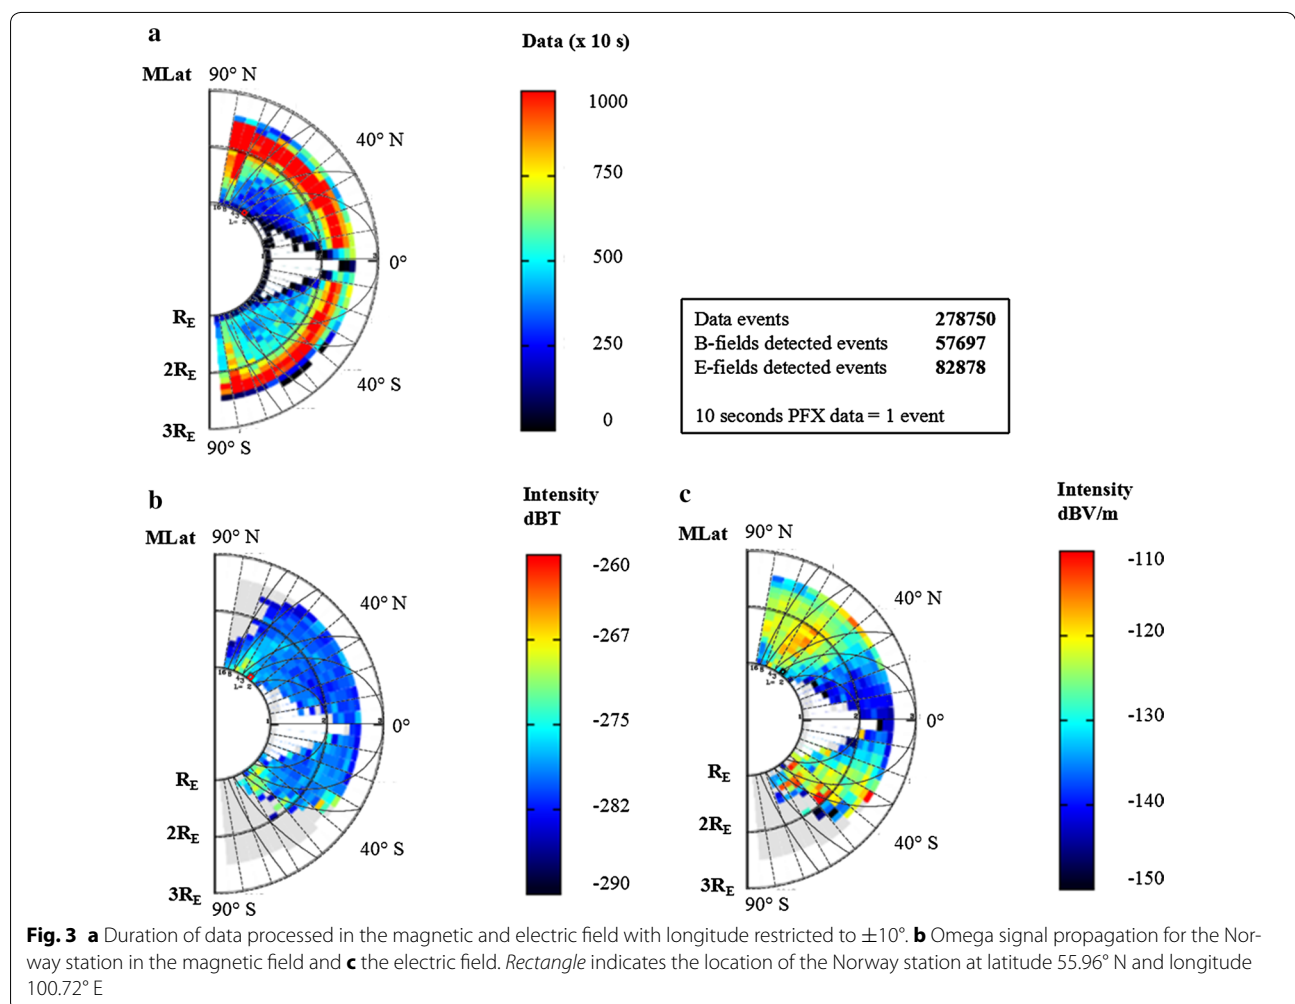 a
Data (x 10 s)
MLat 90° N
40° N
0°
40° S
90° S
RE
2RE
3RE
1000
750
500
250
0
Data events 278750
B-fields detected events 57697
E-fields detected events 82878
10 seconds PFX data = 1 event
b
Intensity
dBT
MLat 90° N
40° N
0°
40° S
90° S
RE
2RE
3RE
-260
-267
-275
-282
-290
c
Intensity
dBV/m
MLat 90° N
40° N
0°
40° S
90° S
RE
2RE
3RE
-110
-120
-130
-140
-150
Fig. 3 a Duration of data processed in the magnetic and electric field with longitude restricted to ±10°. b Omega signal propagation for the Nor-
way station in the magnetic field and c the electric field. Rectangle indicates the location of the Norway station at latitude 55.96° N and longitude
100.72° E